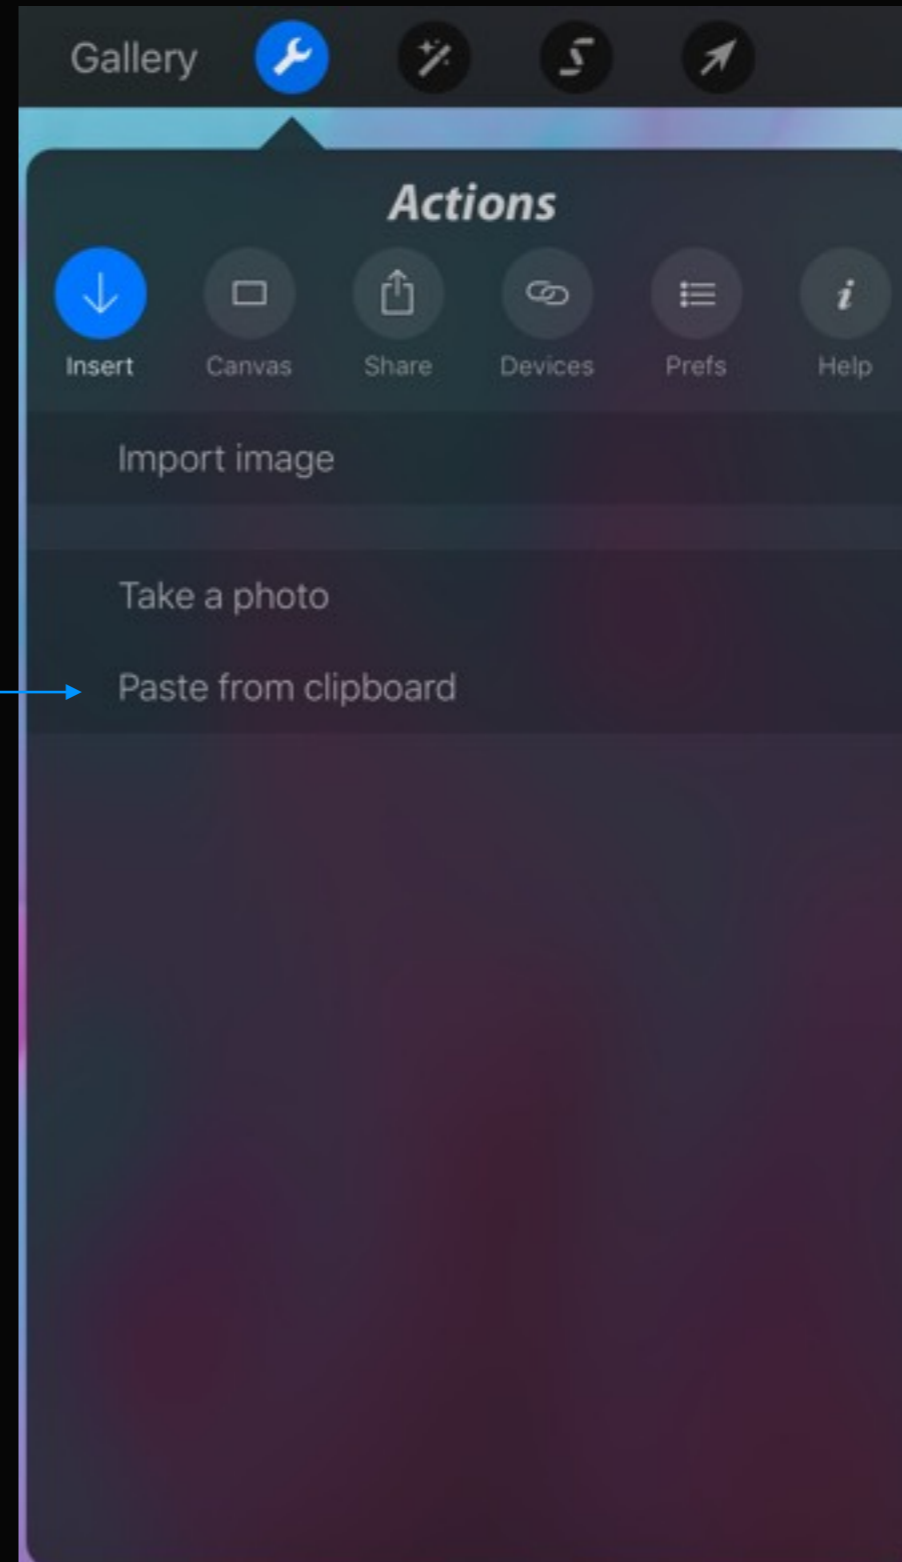 Gallery
Actions
Insert Canvas Share Devices Prefs Help
Import image
Take a photo
Paste from clipboard